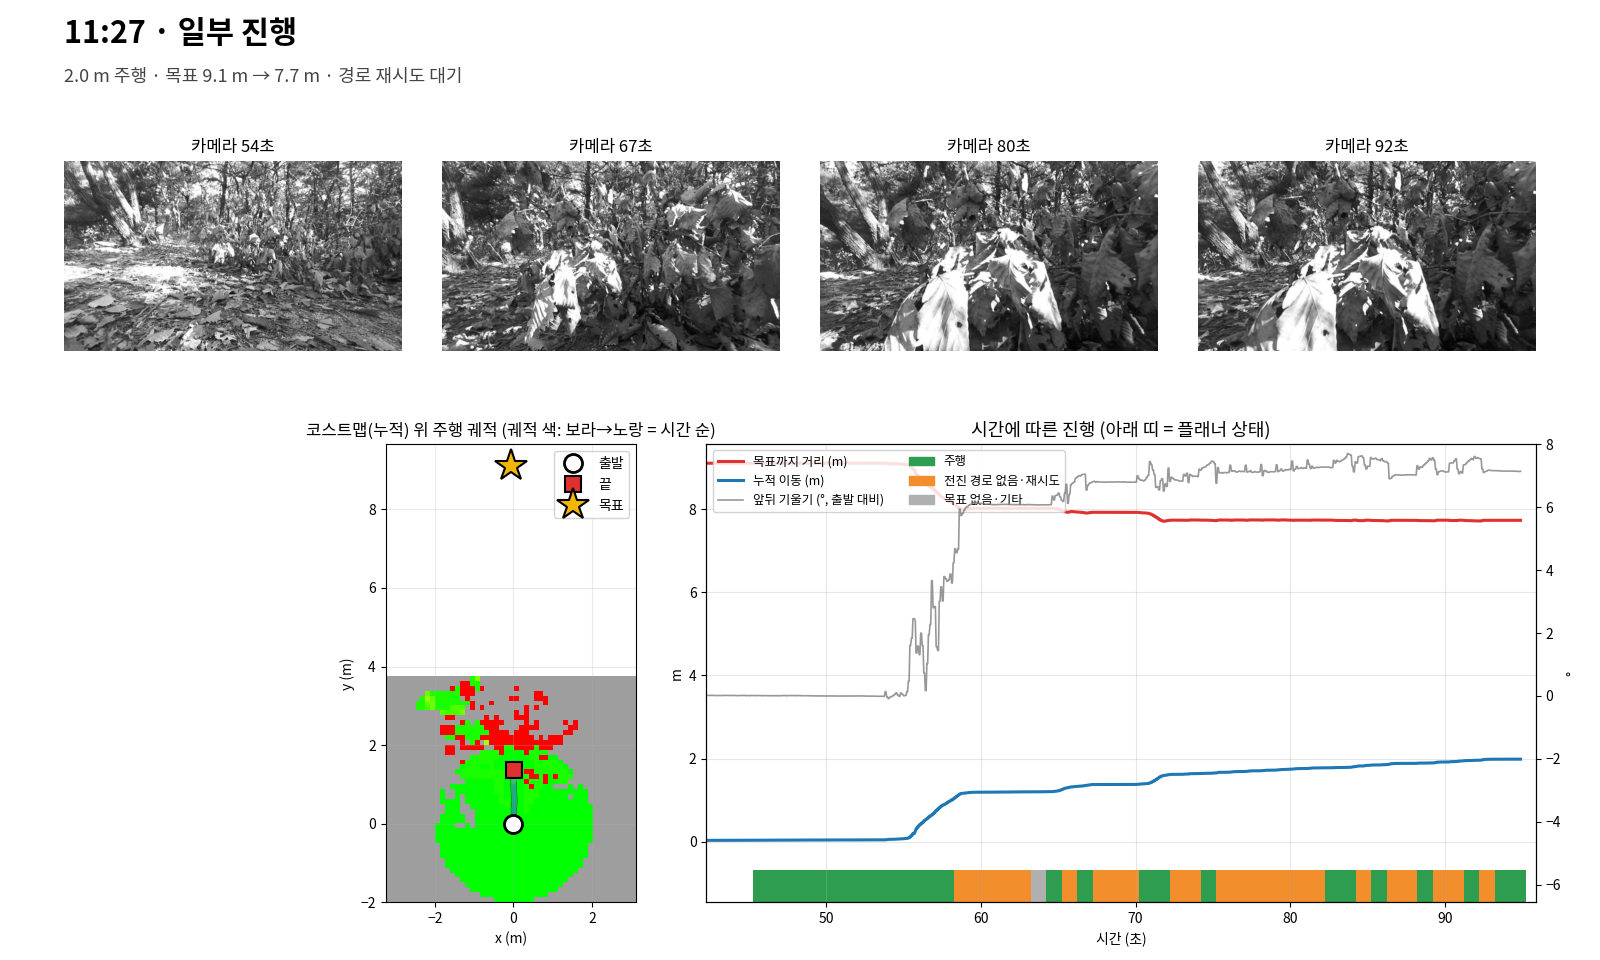 11:27 · 일부 진행
2.0 m 주행 · 목표 9.1 m → 7.7 m · 경로 재시도 대기
카메라 54초
카메라 67초
카메라 80초
카메라 92초
코스트맵(누적) 위 주행 궤적 (궤적 색: 보라→노랑 = 시간 순)
출발
끝
목표
8
6
4
2
0
−2
y (m)
−2
0
2
x (m)
시간에 따른 진행 (아래 띠 = 플래너 상태)
목표까지 거리 (m)
누적 이동 (m)
앞뒤 기울기 (°, 출발 대비)
주행
전진 경로 없음·재시도
목표 없음·기타
8
6
4
2
0
m
8
6
4
2
0
−2
−4
−6
°
50
60
70
80
90
시간 (초)